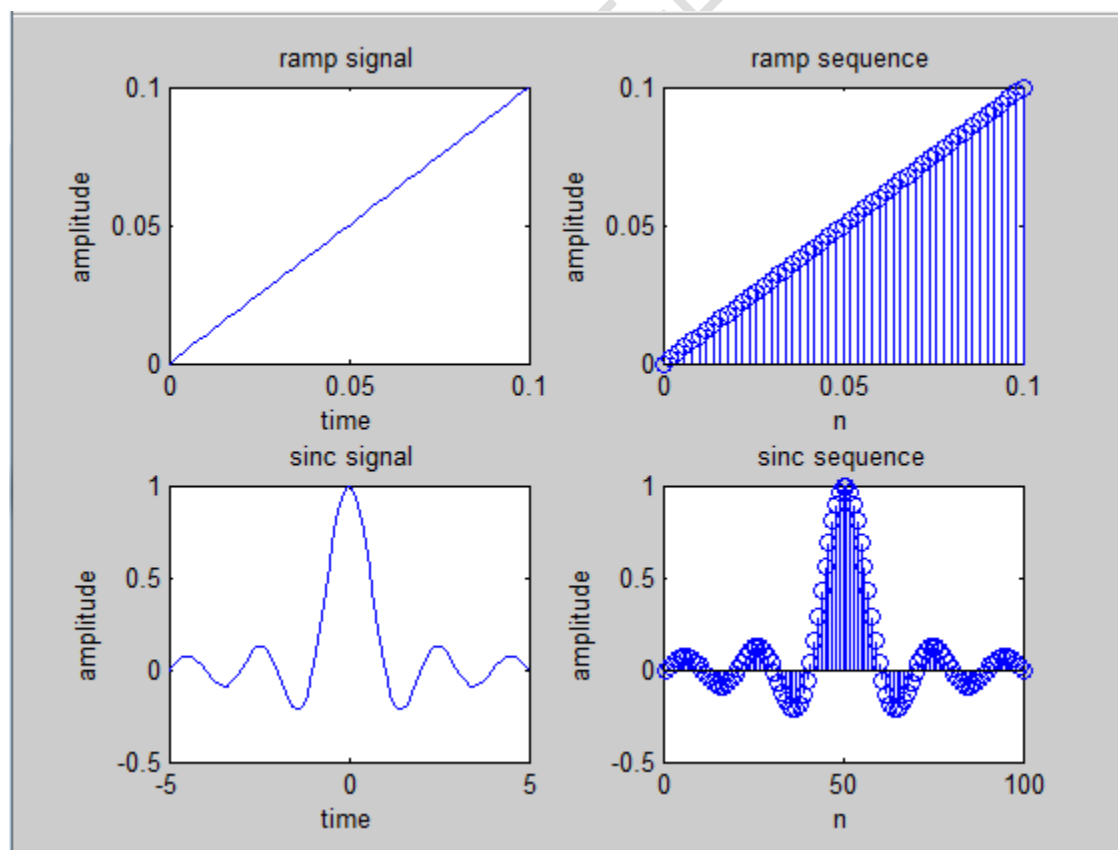 ramp signal
0.1
0.05
0
0 0.05 0.1
amplitude
time
ramp sequence
0.1
0.05
0
0 0.05 0.1
amplitude
n
sinc signal
1
0.5
0
-0.5
-5 0 5
amplitude
time
sinc sequence
1
0.5
0
-0.5
0 50 100
amplitude
n